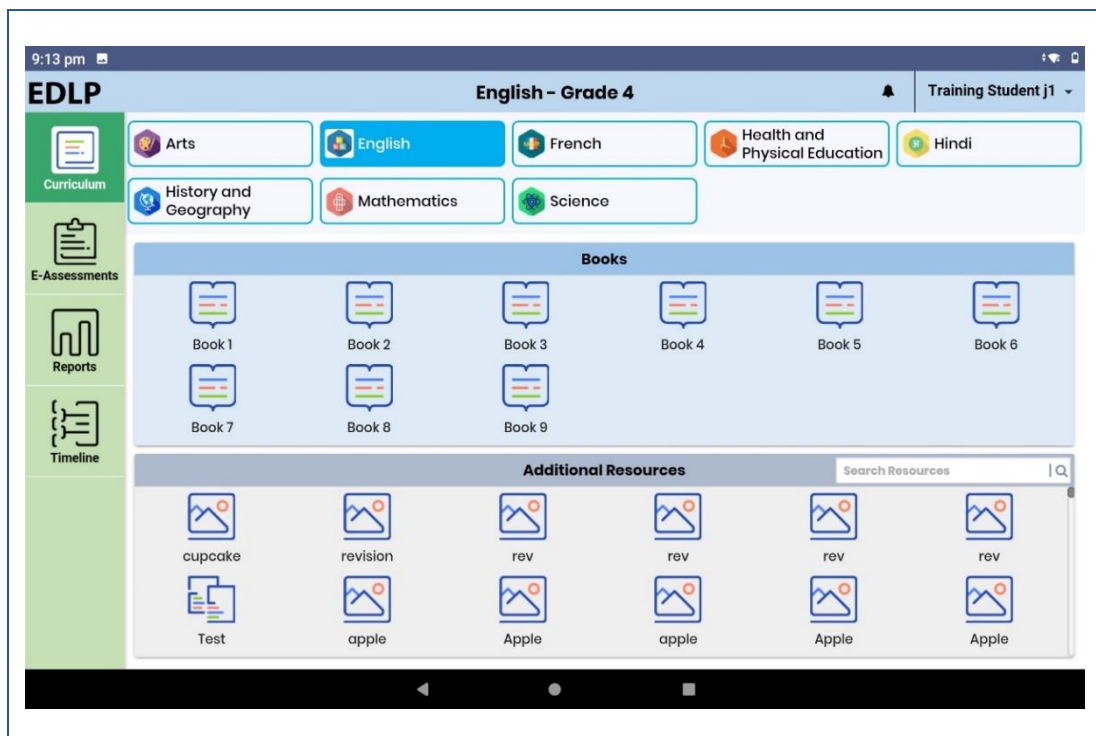 9:13 pm
EDLP
English - Grade 4
Training Student j1
Curriculum
E-Assessments
Reports
Timeline
Arts
English
French
Health and
Physical Education
Hindi
History and
Geography
Mathematics
Science
Books
Book 1
Book 2
Book 3
Book 4
Book 5
Book 6
Book 7
Book 8
Book 9
Additional Resources
Search Resources
cupcake
revision
rev
rev
rev
rev
Test
apple
Apple
apple
Apple
Apple